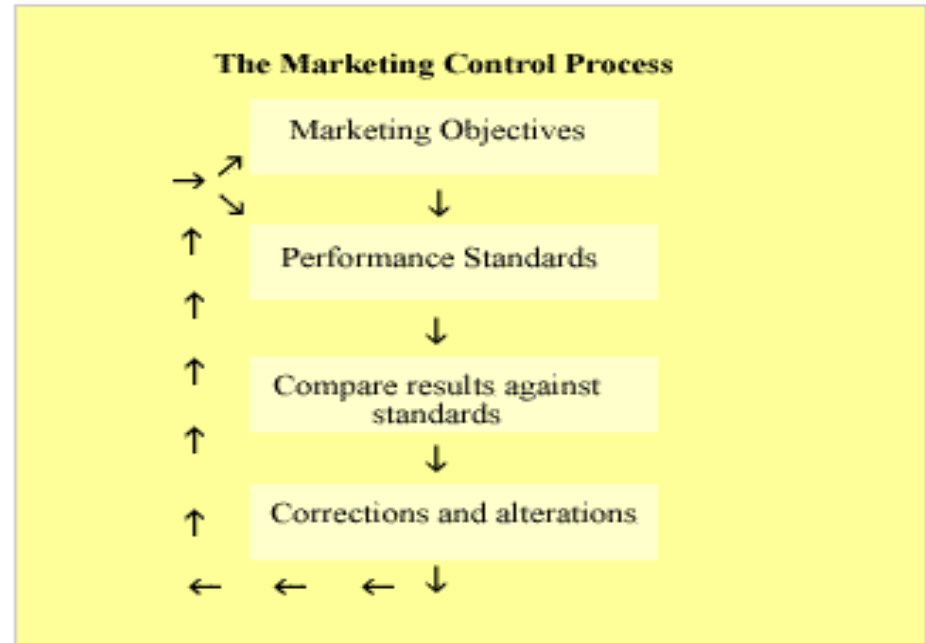 The Marketing Control Process
Marketing Objectives
Performance Standards
Compare results against
standards
Corrections and alterations